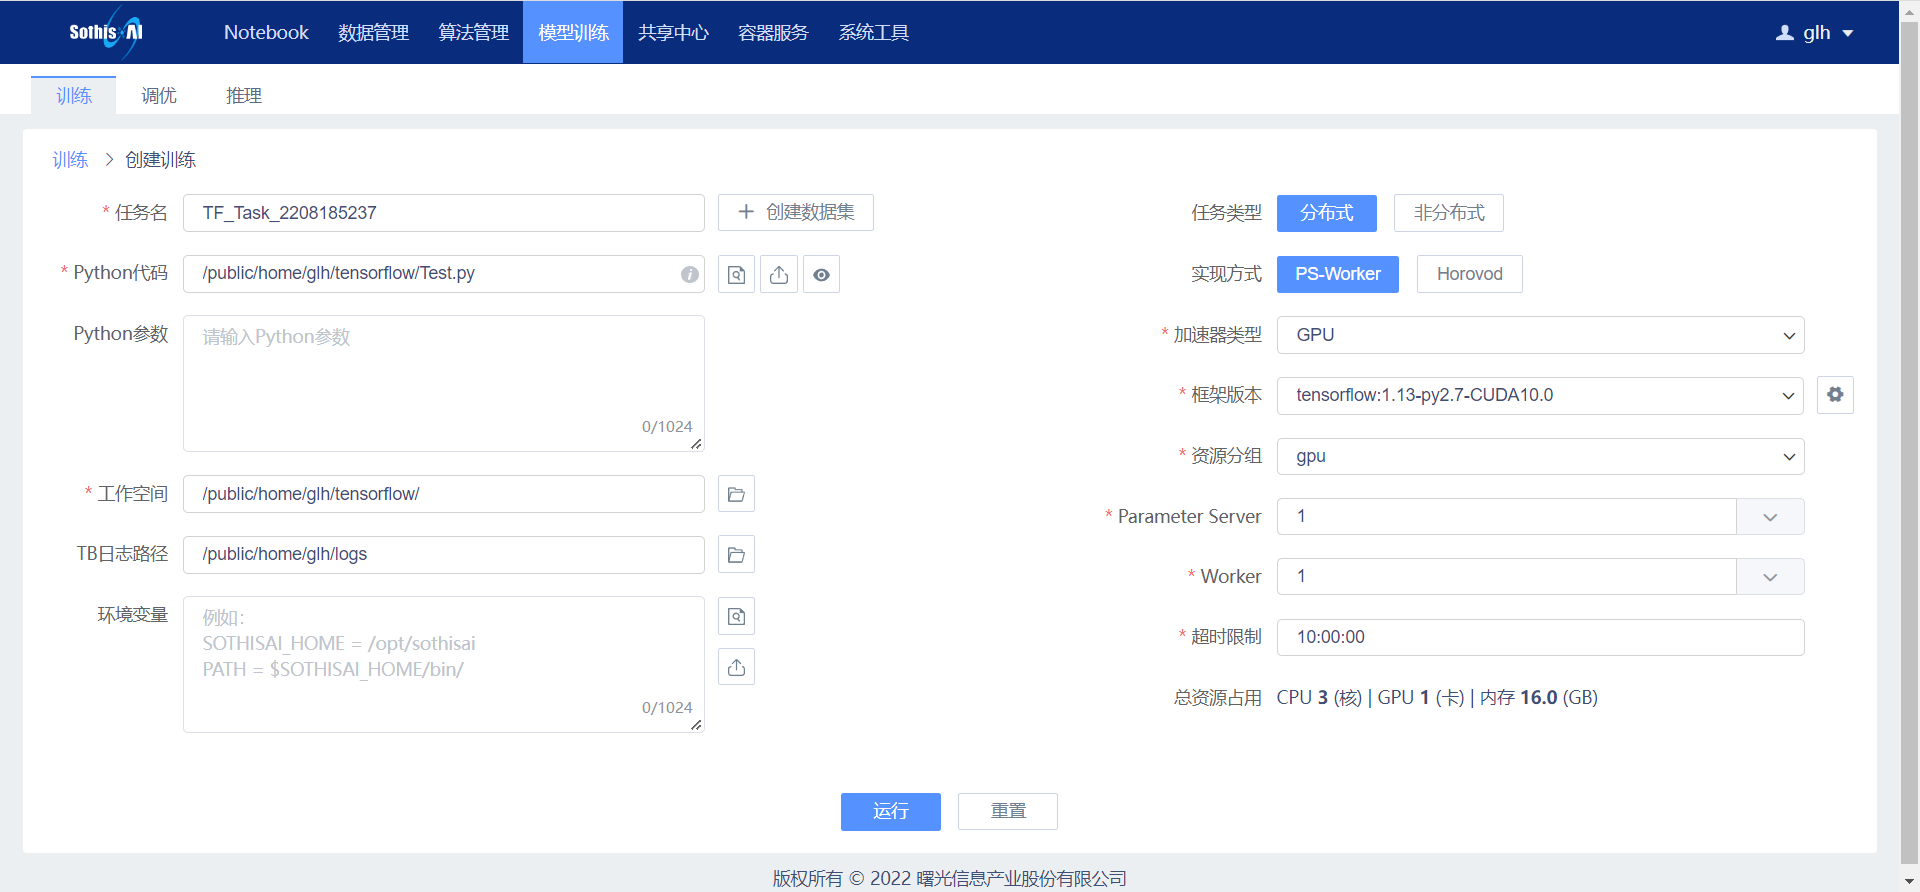 SothisAI Notebook 数据管理 算法管理 模型训练 共享中心 容器服务 系统工具 glh
训练 调优 推理
训练 > 创建训练
* 任务名 TF_Task_2208185237 + 创建数据集
* Python代码 /public/home/glh/tensorflow/Test.py
Python参数 请输入Python参数
0/1024
* 工作空间 /public/home/glh/tensorflow/
TB日志路径 /public/home/glh/logs
环境变量 例如:
SOTHISAI_HOME = /opt/sothisai
PATH = $SOTHISAI_HOME/bin/
0/1024
任务类型 分布式 非分布式
实现方式 PS-Worker Horovod
* 加速器类型 GPU
* 框架版本 tensorflow:1.13-py2.7-CUDA10.0
* 资源分组 gpu
* Parameter Server 1
* Worker 1
* 超时限制 10:00:00
总资源占用 CPU 3 (核) | GPU 1 (卡) | 内存 16.0 (GB)
运行 重置
版权所有 © 2022 曙光信息产业股份有限公司